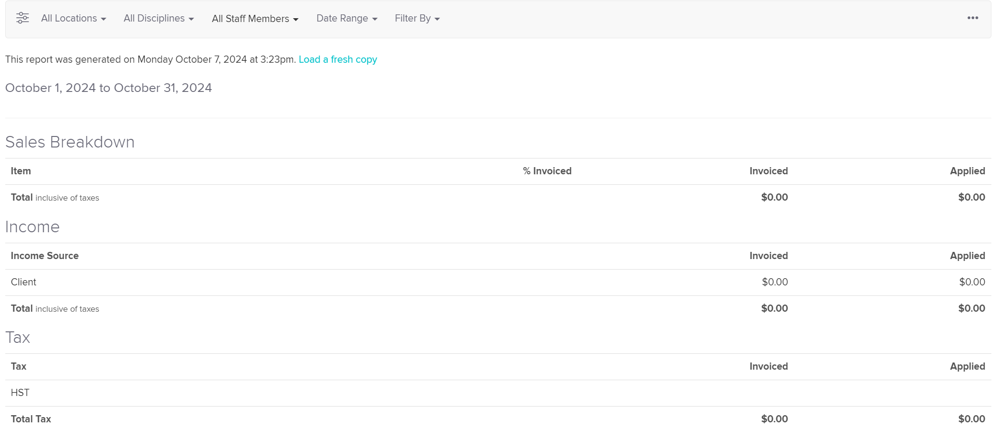 All Locations All Disciplines All Staff Members Date Range Filter By
This report was generated on Monday October 7, 2024 at 3:23pm. Load a fresh copy
October 1, 2024 to October 31, 2024
Sales Breakdown
Item % Invoiced Invoiced Applied
Total inclusive of taxes $0.00 $0.00
Income
Income Source Invoiced Applied
Client $0.00 $0.00
Total inclusive of taxes $0.00 $0.00
Tax
Tax Invoiced Applied
HST
Total Tax $0.00 $0.00